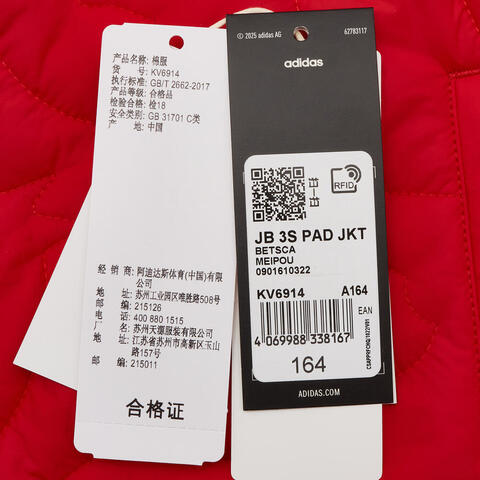 产品名称: 棉服
货 号: KV6914
执行标准: GB/T 2662-2017
产品等级: 合格品
检验合格: 检18
安全类别: GB 31701 C类
产 地: 中国
经 销 商: 阿迪达斯体育(中国)有限公司
地 址: 苏州工业园区唯胜路508号
邮 编: 215126
电 话: 400 880 1515
厂 名: 苏州天源服装有限公司
地 址: 江苏省苏州市高新区玉山路157号
邮 编: 215011
合格证
© 2025 adidas AG
62783117
adidas
RFID
JB 3S PAD JKT
BETSCA
MEIPOU
0901610322
KV6914 A164
EAN
4 069988 338167
164
ADIDAS.COM